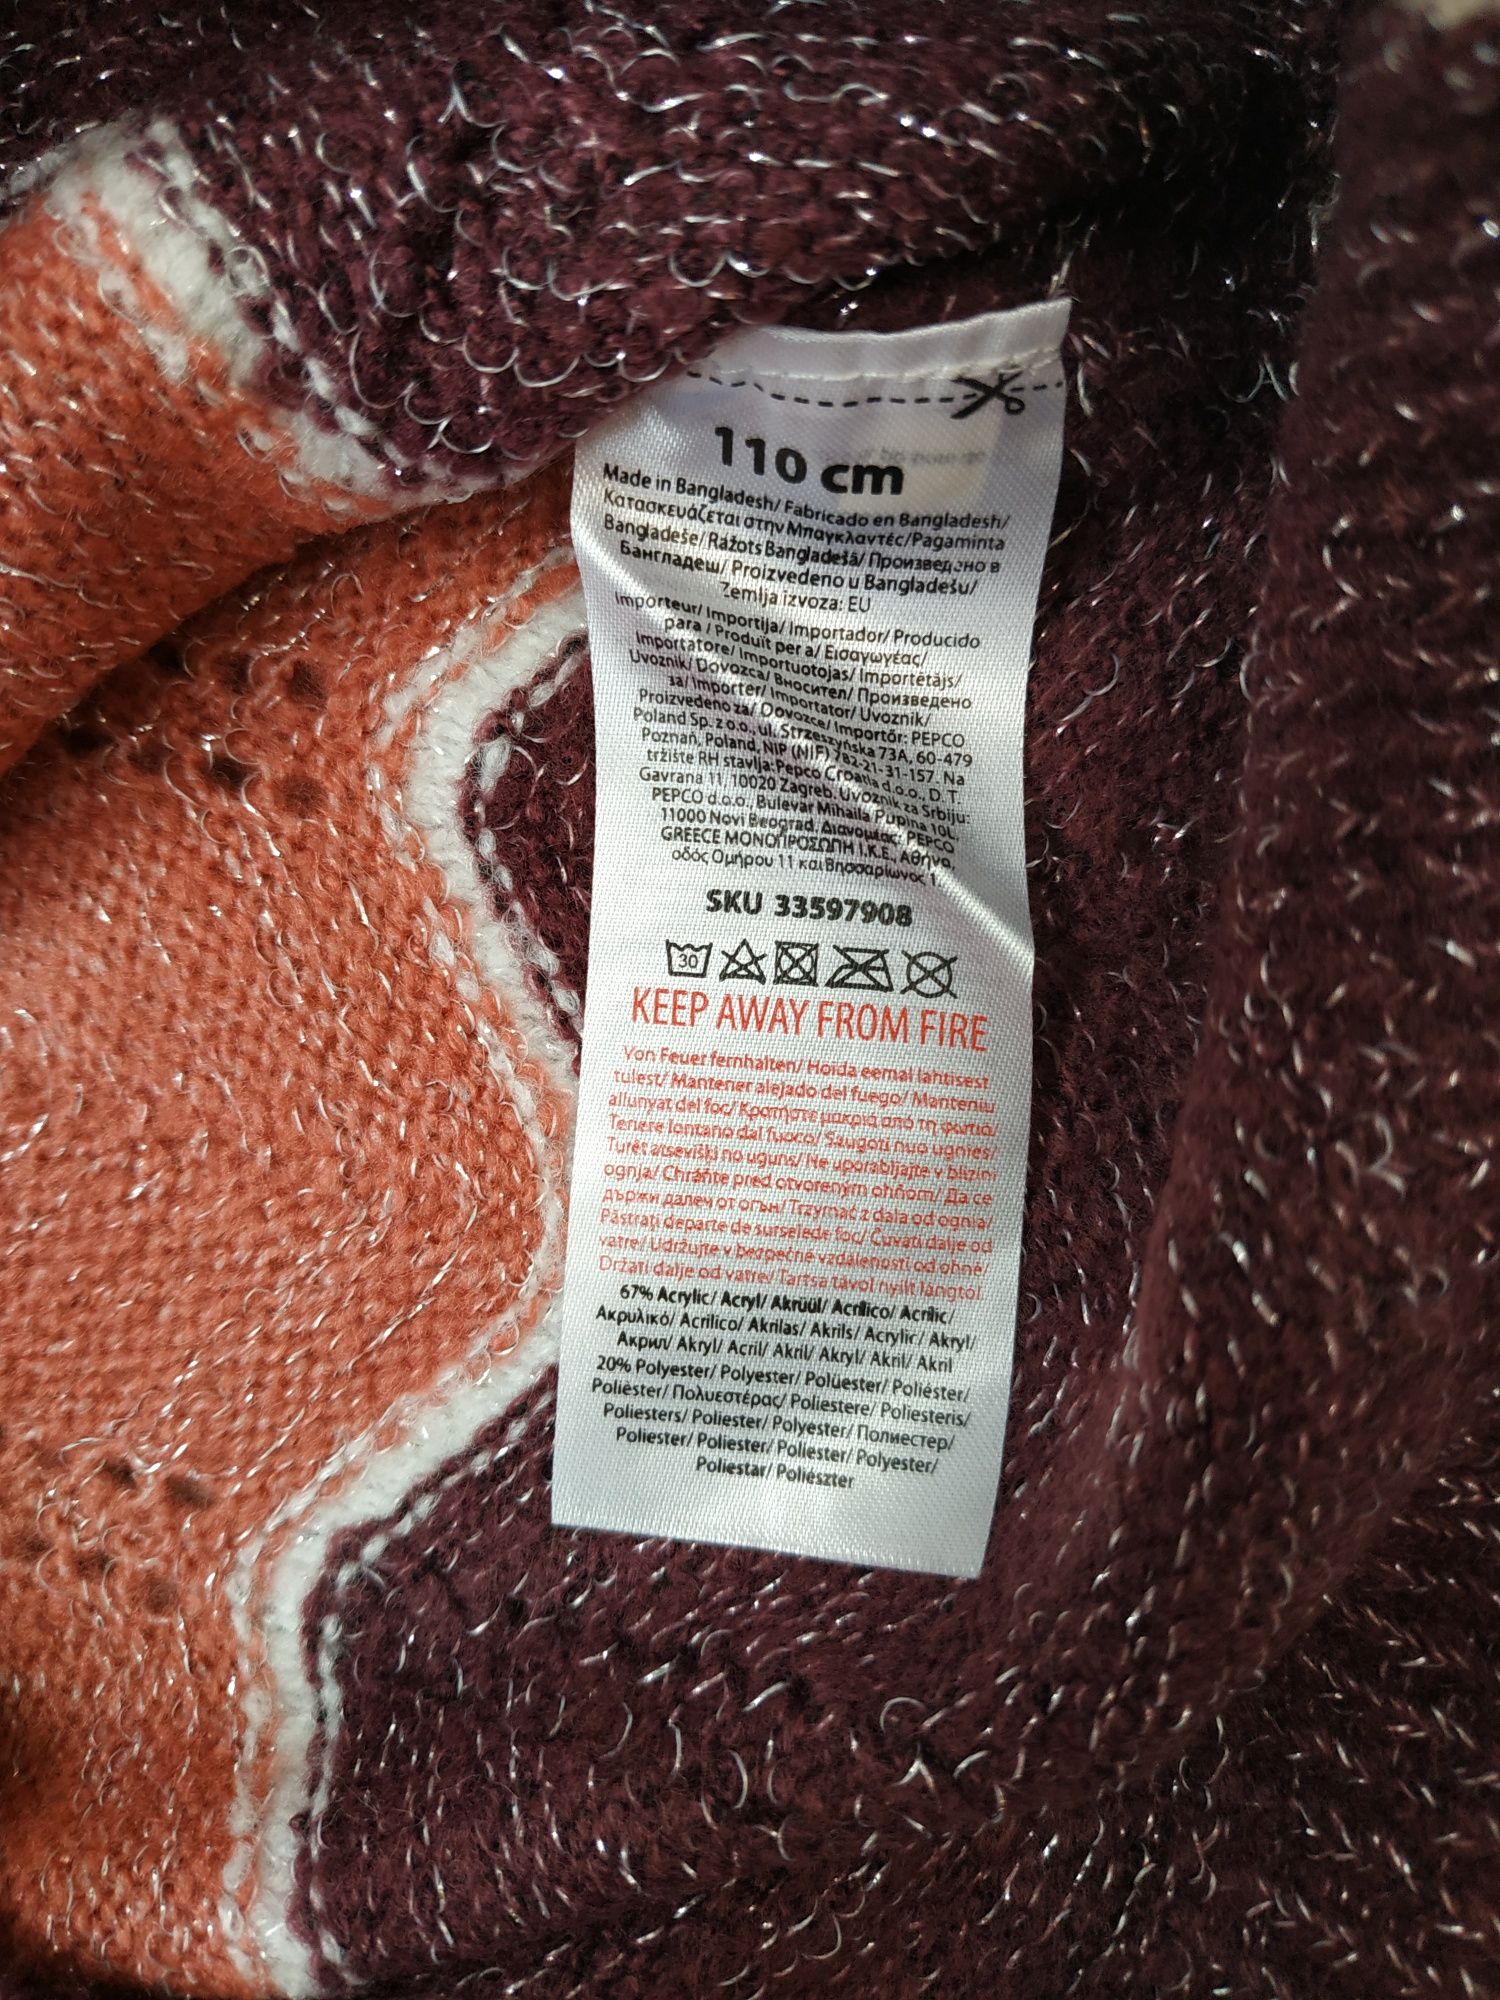 110 cm
Made in Bangladesh/ Fabricado en Bangladesh/
Κατασκευάζεται στην Μπαγκλαντές/Pagaminta
Bangladeše/ Ražots Bangladešā/ Произведено в
Бангладеш/ Proizvedeno u Bangladešu/
Zemlja izvoza: EU
Importeur/ Importija/ Importador/ Producido
para / Produit per a/ Εισαγωγέας/
Importatore/ Importuotojas/ Importētājs/
Uvoznik/ Dovozca/ Вносител/ Произведено
за/ Importer/ Importator/ Uvoznik/
Proizvedeno za/ Dovozce/ Importőr: PEPCO
Poland Sp. z o.o., ul. Strzeszyńska 73A, 60-479
Poznań, Poland, NIP (NIF) 782-21-31-157. Na
tržište RH stavlja: Pepco Croatia d.o.o., D. T.
Gavrana 11, 10020 Zagreb. Uvoznik za Srbiju:
PEPCO d.o.o., Bulevar Mihaila Pupina 10L,
11000 Novi Beograd. Διανομέας: PEPCO
GREECE ΜΟΝΟΠΡΟΣΩΠΗ Ι.Κ.Ε., Αθήνα,
οδός Ομήρου 11 και Βησσαρίωνος 1.
SKU 33597908
30
KEEP AWAY FROM FIRE
Von Feuer fernhalten/ Hoida eemal lahtisest
tulest/ Mantener alejado del fuego/ Manteniu
allunyat del foc/ Κρατήστε μακριά από τη φωτιά/
Tenere lontano dal fuoco/ Saugoti nuo ugnies/
Turēt atsevišķi no uguns/ Ne uporabljajte v bližini
ognja/ Chráňte pred otvoreným ohňom/ Да се
държи далеч от огън/ Trzymać z dala od ognia/
Păstrați departe de surselede foc/ Čuvati dalje od
vatre/ Udržujte v bezpečné vzdálenosti od ohně/
Držati dalje od vatre/ Tartsa távol nyílt lángtól
67% Acrylic/ Acryl/ Akrüül/ Acrílico/ Acrílic/
Ακρυλικό/ Acrilico/ Akrilas/ Akrils/ Acrylic/ Akryl/
Акрил/ Akryl/ Acril/ Akril/ Akryl/ Akril/ Akril
20% Polyester/ Polyester/ Polüester/ Poliéster/
Polièster/ Πολυεστέρας/ Poliestere/ Poliesteris/
Poliesters/ Poliester/ Polyester/ Полиестер/
Poliester/ Poliester/ Poliester/ Polyester/
Poliestar/ Poliészter